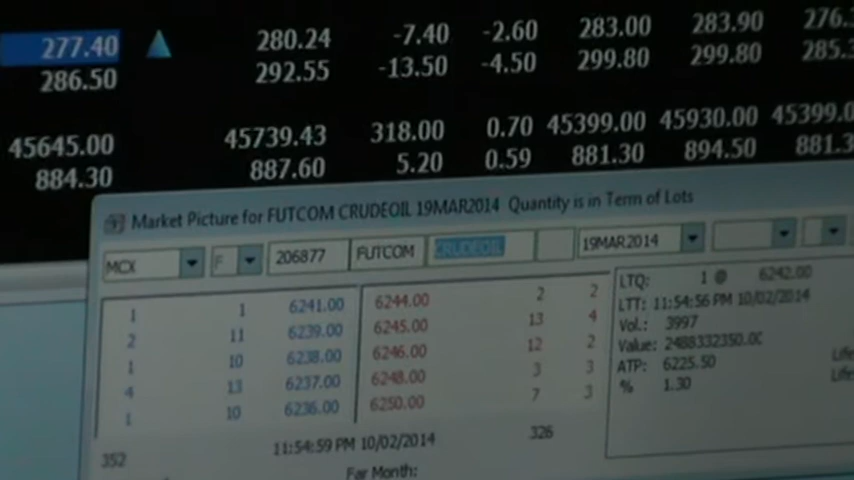 277.40 280.24 -7.40 -2.60 283.00 283.90 276.
286.50 292.55 -13.50 -4.50 299.80 299.80 285.
45645.00 45739.43 318.00 0.70 45399.00 45930.00 45399.
884.30 887.60 5.20 0.59 881.30 894.50 881.3
Market Picture for FUTCOM CRUDEOIL 19MAR2014 Quantity is in Term of Lots
MCX F 206877 FUTCOM CRUDEOIL 19MAR2014
1 1 6241.00 6244.00 2 2
2 11 6239.00 6245.00 13 4
1 10 6238.00 6246.00 12 2
4 13 6237.00 6248.00 3 3
1 10 6236.00 6250.00 7 3
352 11:54:59 PM 10/02/2014 326
Far Month:
LTQ: 1 @ 6242.00
LTT: 11:54:56 PM 10/02/2014
Vol.: 3997
Value: 2488332350.00
ATP: 6225.50
% 1.30
Life
Life